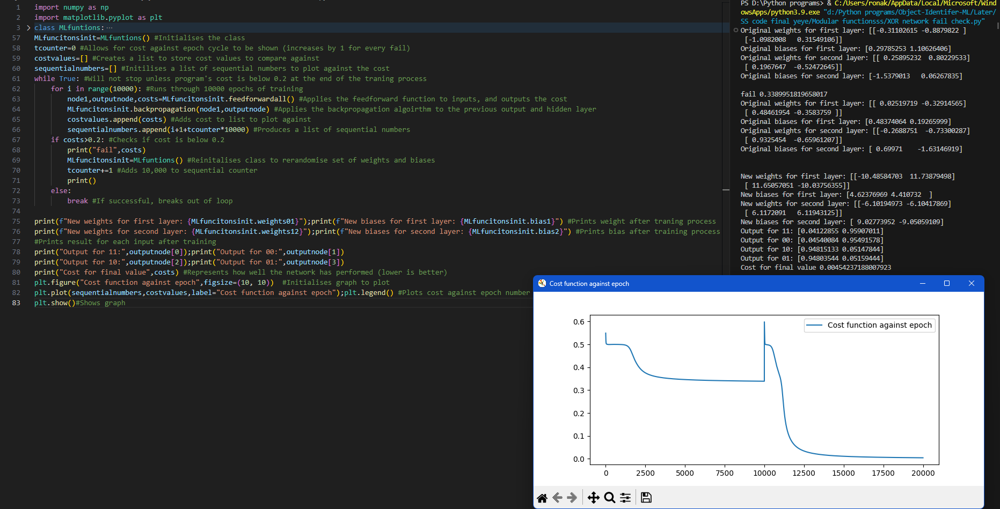 1 import numpy as np
2 import matplotlib.pyplot as plt
3 > class MLfuntions: ···
57 MLfuncitonsinit=MLfuntions() #Initialises the class
58 tcounter=0 #Allows for cost against epoch cycle to be shown (increases by 1 for every fail)
59 costvalues=[] #Creates a list to store cost values to compare against
60 sequentialnumbers=[] #Initilises a list of sequential numbers to plot against the cost
61 while True: #Will not stop unless program's cost is below 0.2 at the end of the traning process
62 for i in range(10000): #Runs through 10000 epochs of training
63 node1,outputnode,costs=MLfuncitonsinit.feedforwardall() #Applies the feedforward function to inputs, and outputs the cost
64 MLfuncitonsinit.backpropagation(node1,outputnode) #Applies the backpropagation algoirthm to the previous output and hidden layer
65 costvalues.append(costs) #Adds cost to list to plot against
66 sequentialnumbers.append(i+1+tcounter*10000) #Produces a list of sequential numbers
67 if costs>0.2: #Checks if cost is below 0.2
68 print("fail",costs)
69 MLfuncitonsinit=MLfuntions() #Reinitalises class to rerandomise set of weights and biases
70 tcounter+=1 #Adds 10,000 to sequential counter
71 print()
72 else:
73 break #If successful, breaks out of loop
74
75 print(f"New weights for first layer: {MLfuncitonsinit.weights01}");print(f"New biases for first layer: {MLfuncitonsinit.bias1}") #Prints weight after traning process
76 print(f"New weights for second layer: {MLfuncitonsinit.weights12}");print(f"New biases for second layer: {MLfuncitonsinit.bias2}") #Prints bias after training process
77 #Prints result for each input after training
78 print("Output for 11:",outputnode[0]);print("Output for 00:",outputnode[1])
79 print("Output for 10:",outputnode[2]);print("Output for 01:",outputnode[3])
80 print("Cost for final value",costs) #Represents how well the network has performed (lower is better)
81 plt.figure("Cost function against epoch",figsize=(10, 10)) #Initialises graph to plot
82 plt.plot(sequentialnumbers,costvalues,label="Cost function against epoch");plt.legend() #Plots cost against epoch number
83 plt.show()#Shows graph
PS D:\Python programs> & C:/Users/ronak/AppData/Local/Microsoft/Wind
owsApps/python3.9.exe "d:/Python programs/Object-Identifer-ML/Later/
SS code final yeye/Modular functionsss/XOR network fail check.py"
Original weights for first layer: [[-0.31102615 -0.8879822 ]
[-1.0982008 0.31549106]]
Original biases for first layer: [0.29785253 1.10626406]
Original weights for second layer: [[ 0.25895232 0.80229533]
[ 0.1967647 -0.52472645]]
Original biases for second layer: [-1.5379013 0.06267835]
fail 0.3389951819658017
Original weights for first layer: [[ 0.02519719 -0.32914565]
[ 0.48461954 -0.3583759 ]]
Original biases for first layer: [0.48374064 0.19265999]
Original weights for second layer: [[-0.2688751 -0.73300287]
[ 0.9325454 -0.65961207]]
Original biases for second layer: [ 0.69971 -1.63146919]
New weights for first layer: [[-10.48584703 11.73879498]
[ 11.65057051 -10.03756355]]
New biases for first layer: [4.62376969 4.410732 ]
New weights for second layer: [[-6.10194973 -6.10417869]
[ 6.1172091 6.11943125]]
New biases for second layer: [ 9.02773952 -9.05059109]
Output for 11: [0.04122855 0.95907011]
Output for 00: [0.04540084 0.95491578]
Output for 10: [0.94815133 0.05147844]
Output for 01: [0.94803544 0.05159444]
Cost for final value 0.00454237188007923
Cost function against epoch
Cost function against epoch
0.6
0.5
0.4
0.3
0.2
0.1
0.0
0 2500 5000 7500 10000 12500 15000 17500 20000